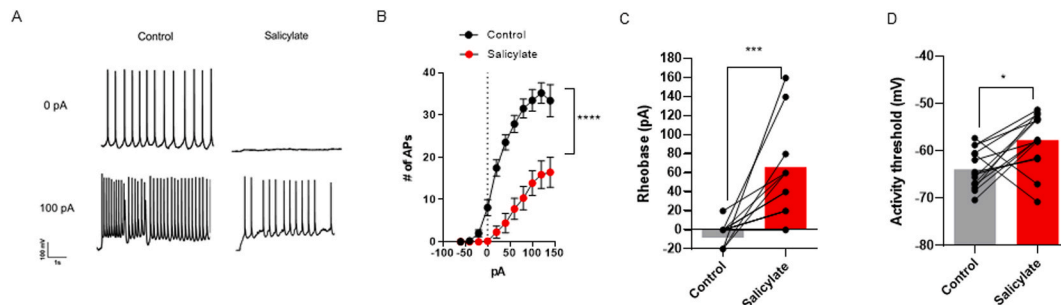 A
Control
Salicylate
0 pA
100 pA
100 mV
1s
B
Control
Salicylate
# of APs
40
30
20
10
0
-100
-50
0
50
100
150
pA
****
C
***
Rheobase (pA)
180
160
140
120
100
80
60
40
20
0
-20
Control
Salicylate
D
*
Activity threshold (mV)
-40
-50
-60
-70
-80
Control
Salicylate